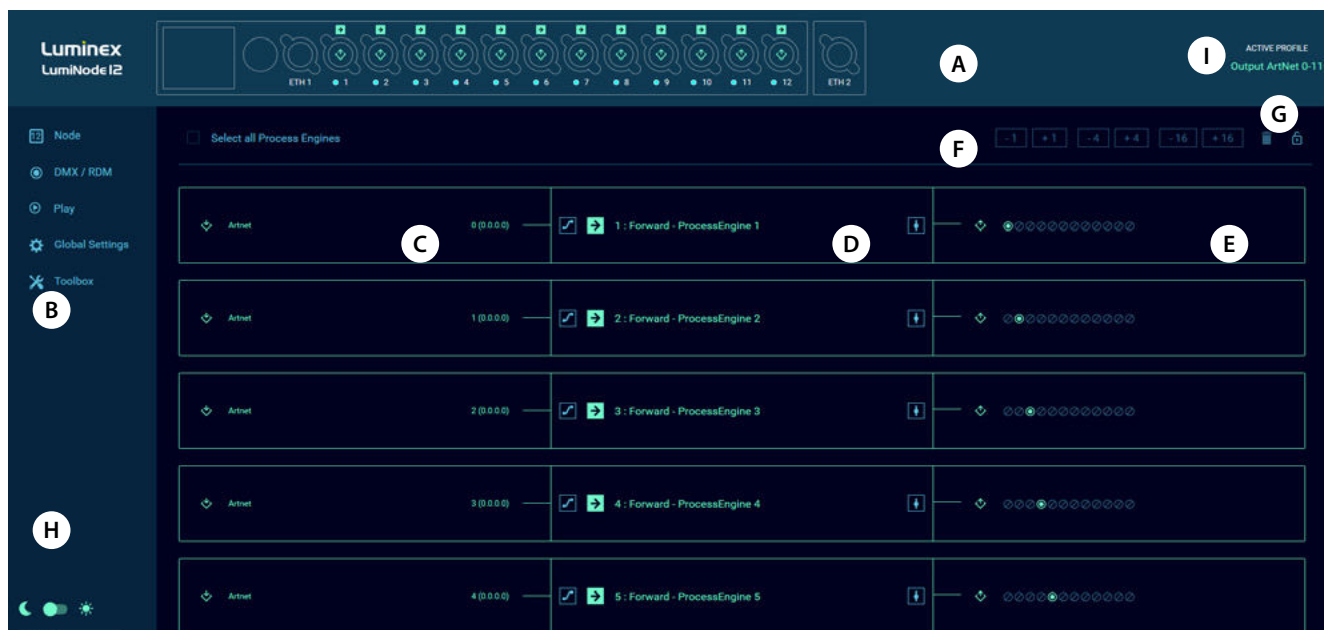 Luminex
LumiNode 12
ETH 1 1 2 3 4 5 6 7 8 9 10 11 12 ETH 2
A
I
ACTIVE PROFILE
Output ArtNet 0-11
G
12 Node
DMX / RDM
Play
Global Settings
Toolbox
B
H
Select all Process Engines
F
- 1 + 1 - 4 + 4 - 16 + 16
Artnet 0 (0.0.0.0) 1 : Forward - ProcessEngine 1
C
D
E
Artnet 1 (0.0.0.0) 2 : Forward - ProcessEngine 2
Artnet 2 (0.0.0.0) 3 : Forward - ProcessEngine 3
Artnet 3 (0.0.0.0) 4 : Forward - ProcessEngine 4
Artnet 4 (0.0.0.0) 5 : Forward - ProcessEngine 5